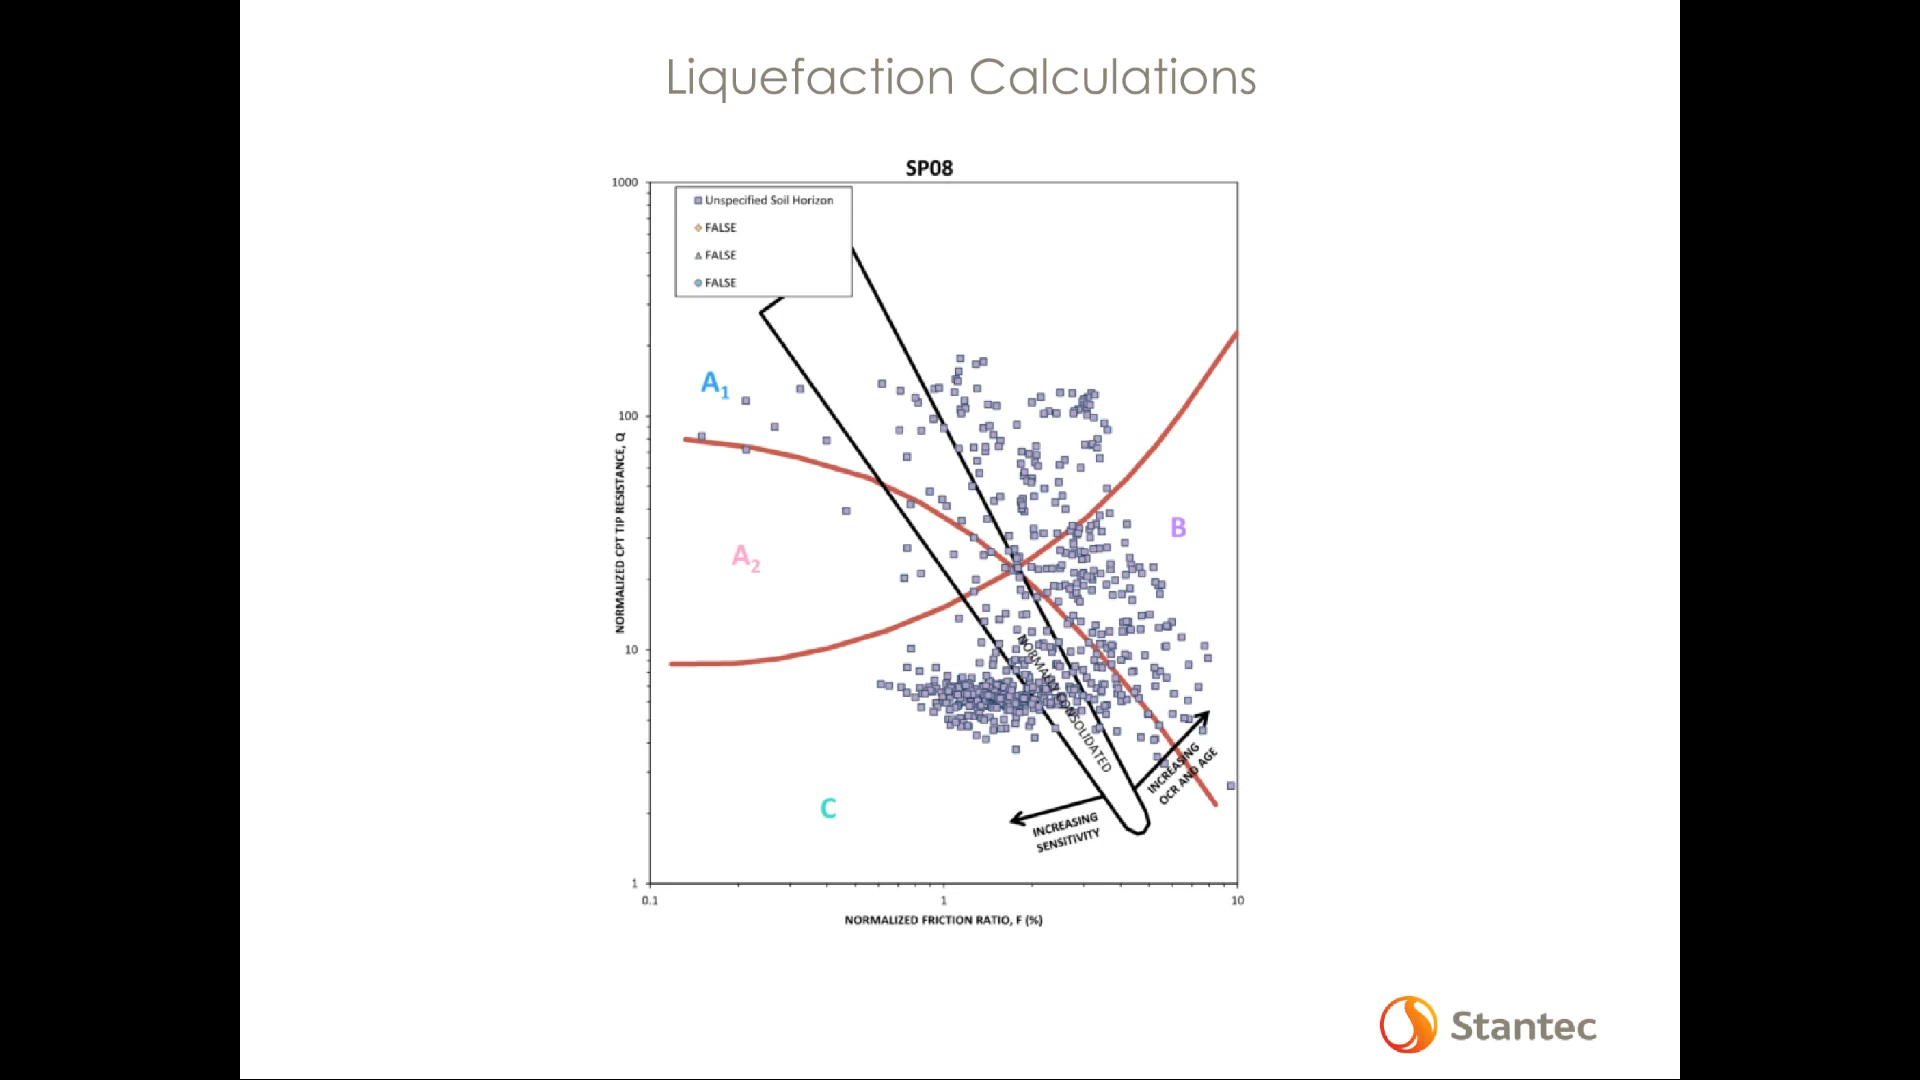 Liquefaction Calculations
SP08
1000
Unspecified Soil Horizon
FALSE
FALSE
FALSE
A1
100
NORMALIZED CPT TIP RESISTANCE, Q
B
A2
10
NORMALLY CONSOLIDATED
INCREASING
OCR AND AGE
C
INCREASING
SENSITIVITY
1
0.1
1
10
NORMALIZED FRICTION RATIO, F (%)
Stantec